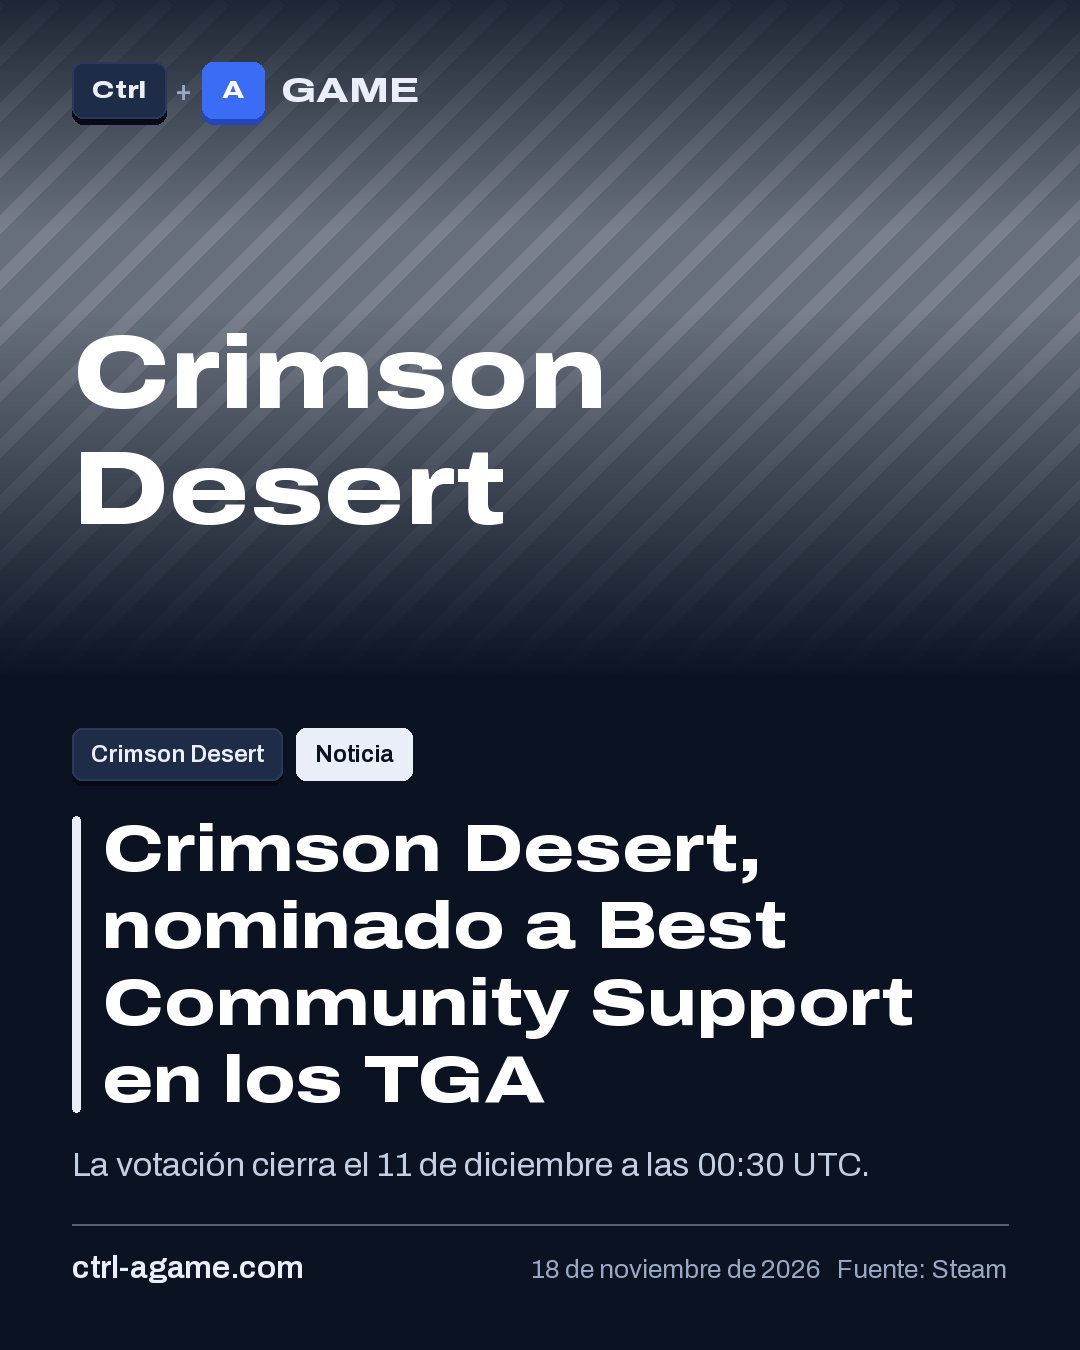 Ctrl + A GAME
Crimson
Desert
Crimson Desert Noticia
Crimson Desert,
nominado a Best
Community Support
en los TGA
La votación cierra el 11 de diciembre a las 00:30 UTC.
ctrl-agame.com 18 de noviembre de 2026 Fuente: Steam